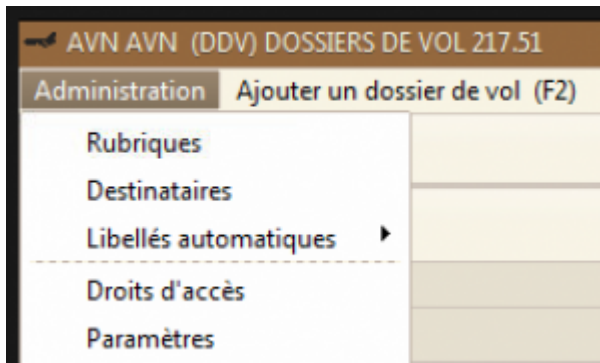 AVN AVN (DDV) DOSSIERS DE VOL 217.51
Administration Ajouter un dossier de vol (F2)
Rubriques
Destinataires
Libellés automatiques
Droits d'accès
Paramètres